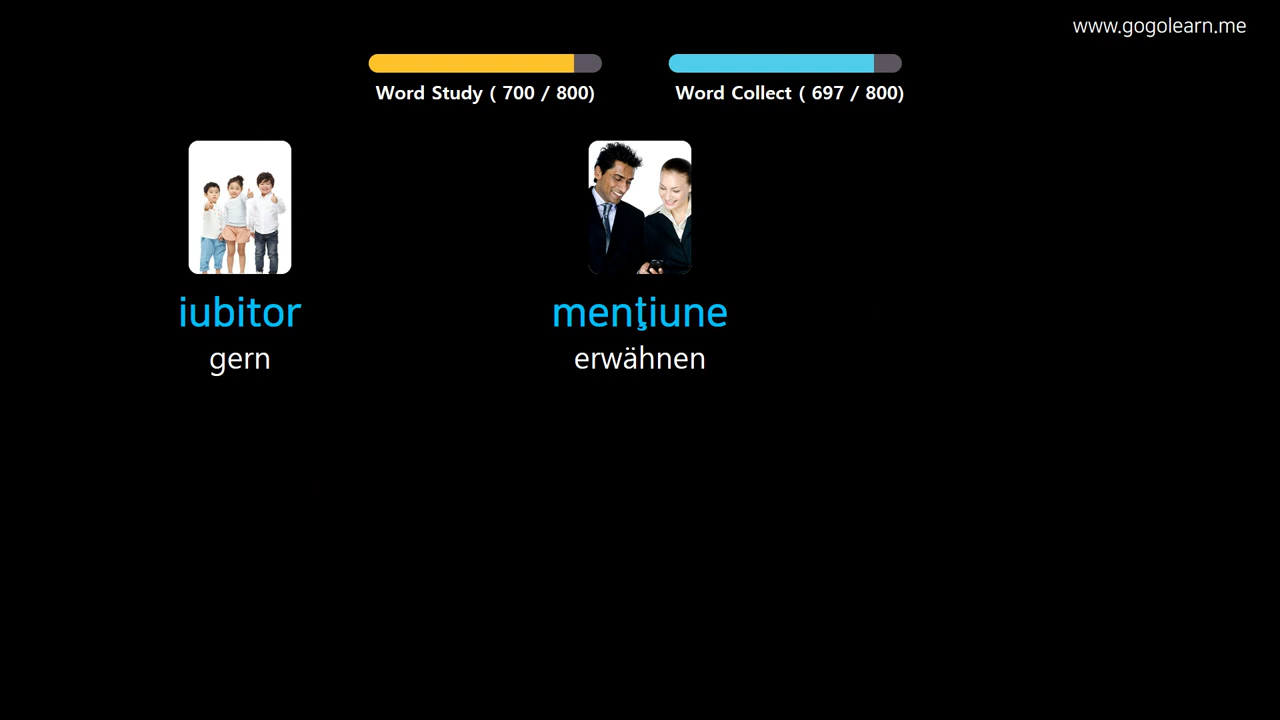 www.gogolearn.me
Word Study ( 700 / 800)
Word Collect ( 697 / 800)
iubitor
gern
menţiune
erwähnen